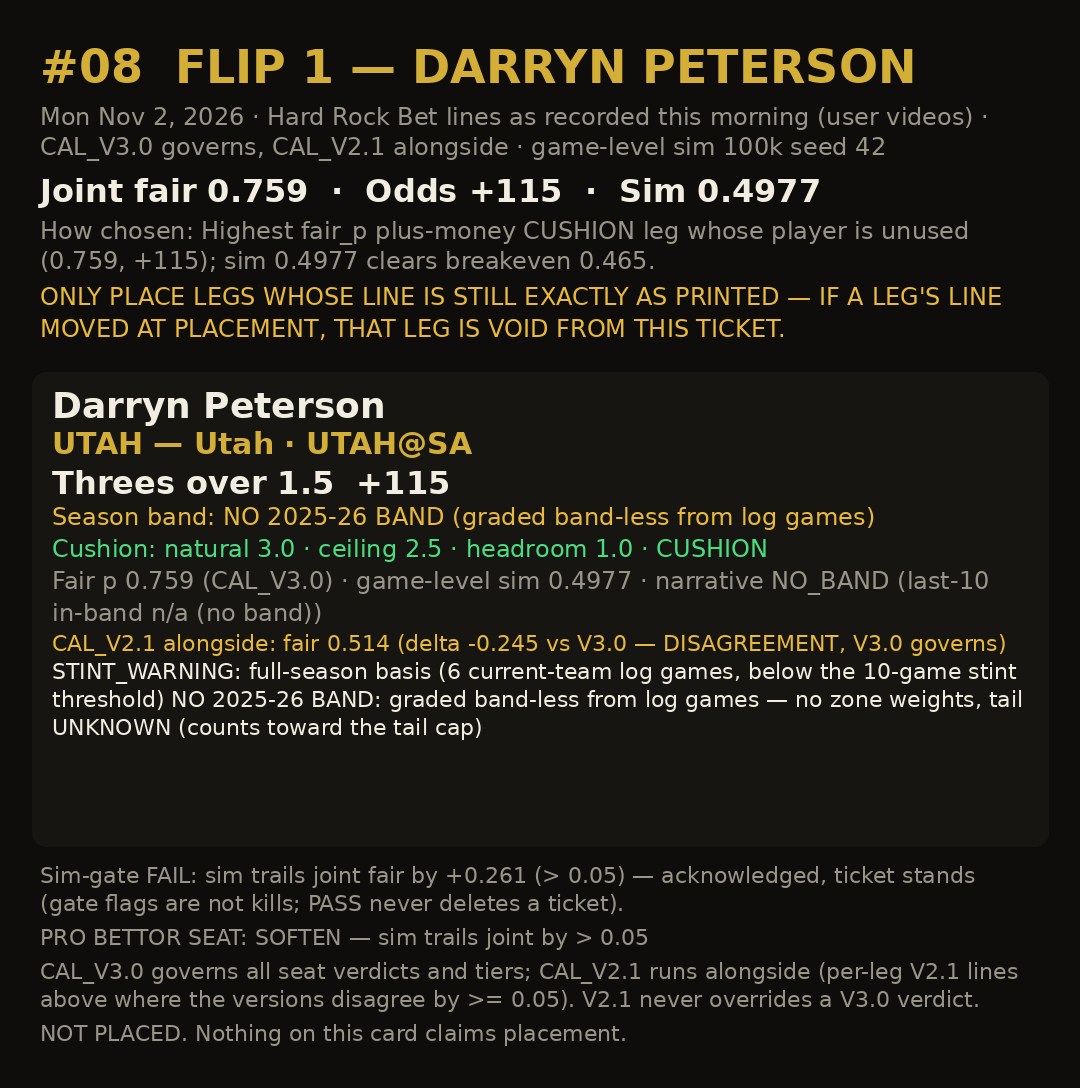 #08  FLIP 1 — DARRYN PETERSON
Mon Nov 2, 2026 · Hard Rock Bet lines as recorded this morning (user videos) ·
CAL_V3.0 governs, CAL_V2.1 alongside · game-level sim 100k seed 42
Joint fair 0.759  ·  Odds +115  ·  Sim 0.4977
How chosen: Highest fair_p plus-money CUSHION leg whose player is unused
(0.759, +115); sim 0.4977 clears breakeven 0.465.
ONLY PLACE LEGS WHOSE LINE IS STILL EXACTLY AS PRINTED — IF A LEG'S LINE
MOVED AT PLACEMENT, THAT LEG IS VOID FROM THIS TICKET.
Darryn Peterson
UTAH — Utah · UTAH@SA
Threes over 1.5  +115
Season band: NO 2025-26 BAND (graded band-less from log games)
Cushion: natural 3.0 · ceiling 2.5 · headroom 1.0 · CUSHION
Fair p 0.759 (CAL_V3.0) · game-level sim 0.4977 · narrative NO_BAND (last-10
in-band n/a (no band))
CAL_V2.1 alongside: fair 0.514 (delta -0.245 vs V3.0 — DISAGREEMENT, V3.0 governs)
STINT_WARNING: full-season basis (6 current-team log games, below the 10-game stint
threshold) NO 2025-26 BAND: graded band-less from log games — no zone weights, tail
UNKNOWN (counts toward the tail cap)
Sim-gate FAIL: sim trails joint fair by +0.261 (> 0.05) — acknowledged, ticket stands
(gate flags are not kills; PASS never deletes a ticket).
PRO BETTOR SEAT: SOFTEN — sim trails joint by > 0.05
CAL_V3.0 governs all seat verdicts and tiers; CAL_V2.1 runs alongside (per-leg V2.1 lines
above where the versions disagree by >= 0.05). V2.1 never overrides a V3.0 verdict.
NOT PLACED. Nothing on this card claims placement.